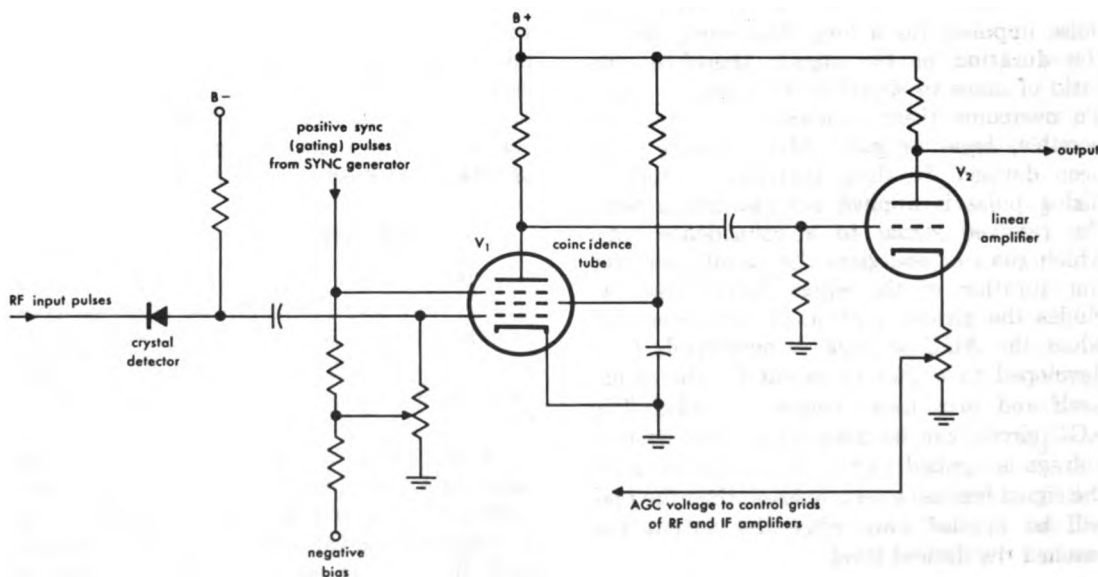 B+
B−
positive sync
(gating) pulses
from SYNC generator
output
V2
linear
amplifier
V1
coincidence
tube
RF input pulses
crystal
detector
AGC voltage to control grids
of RF and IF amplifiers
negative
bias